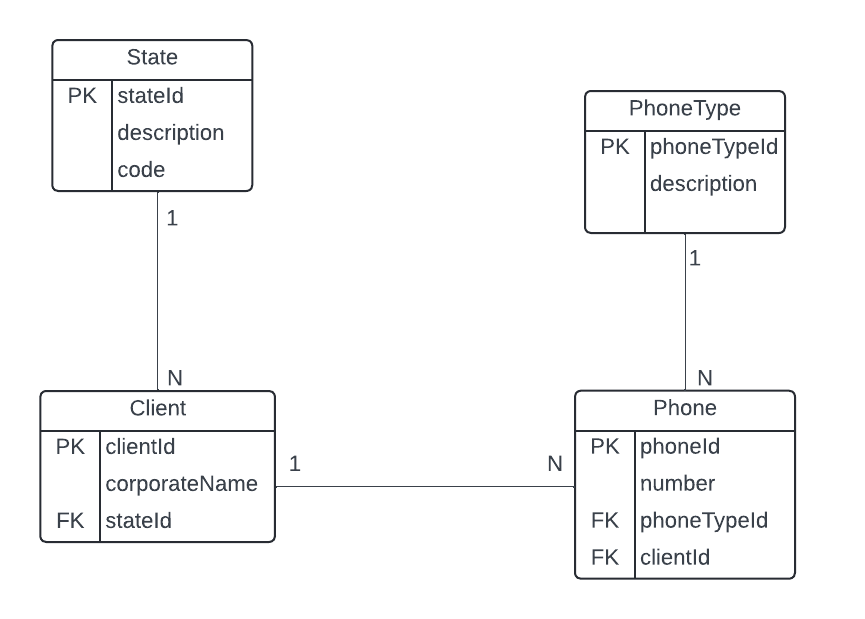 State
PK stateId
description
code
1
N
PhoneType
PK phoneTypeId
description
1
N
Client
PK clientId
corporateName
FK stateId
1
N
Phone
PK phoneId
number
FK phoneTypeId
FK clientId